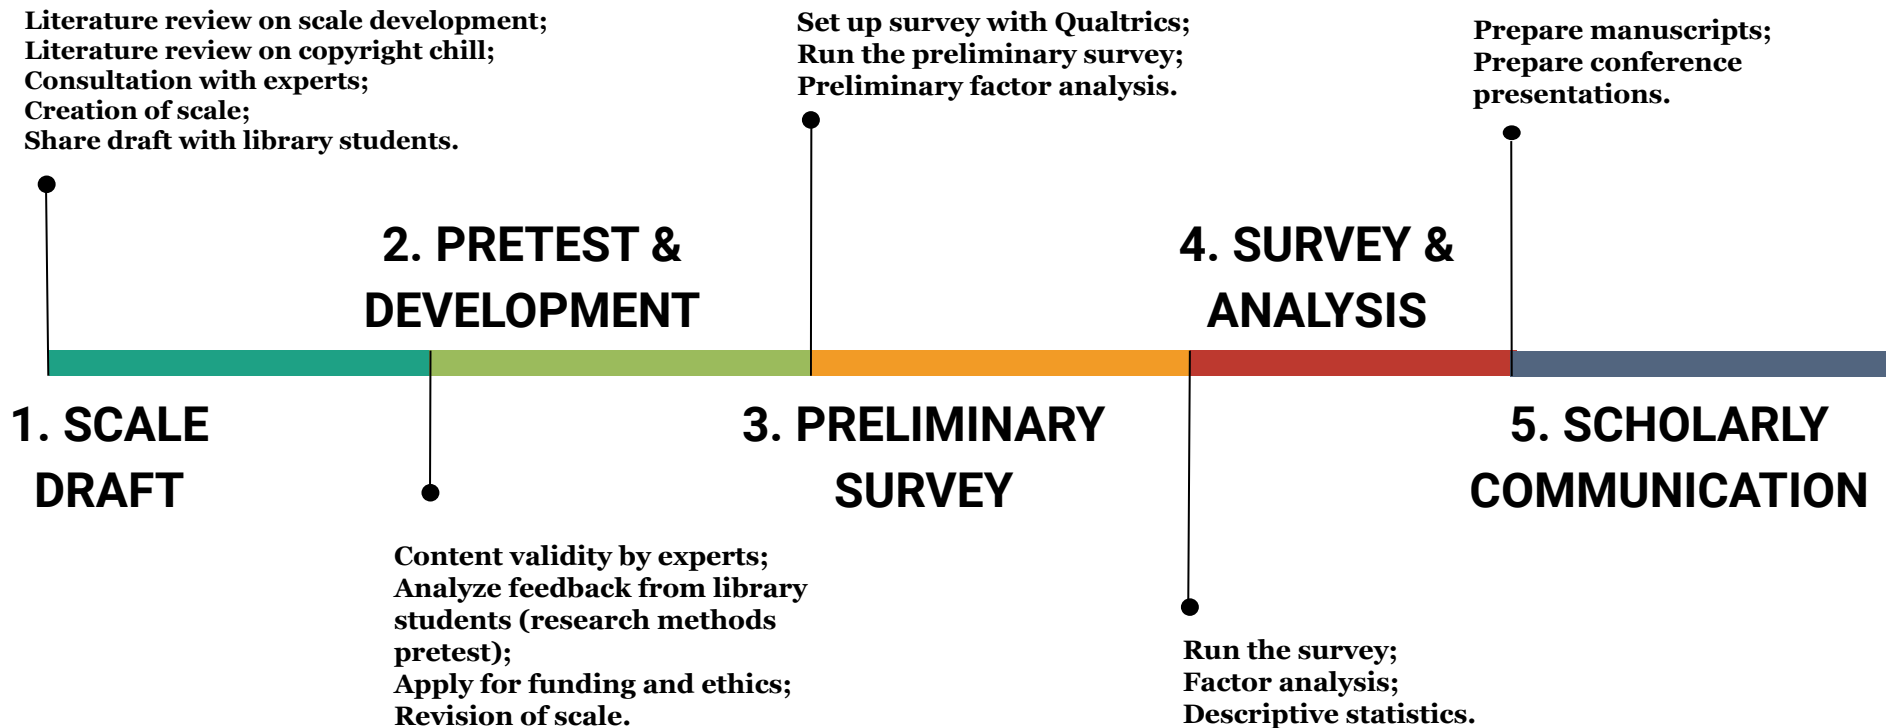 Literature review on scale development;
Literature review on copyright chill;
Consultation with experts;
Creation of scale;
Share draft with library students.
1. SCALE
DRAFT
2. PRETEST &
DEVELOPMENT
Content validity by experts;
Analyze feedback from library
students (research methods
pretest);
Apply for funding and ethics;
Revision of scale.
Set up survey with Qualtrics;
Run the preliminary survey;
Preliminary factor analysis.
3. PRELIMINARY
SURVEY
4. SURVEY &
ANALYSIS
Run the survey;
Factor analysis;
Descriptive statistics.
Prepare manuscripts;
Prepare conference
presentations.
5. SCHOLARLY
COMMUNICATION